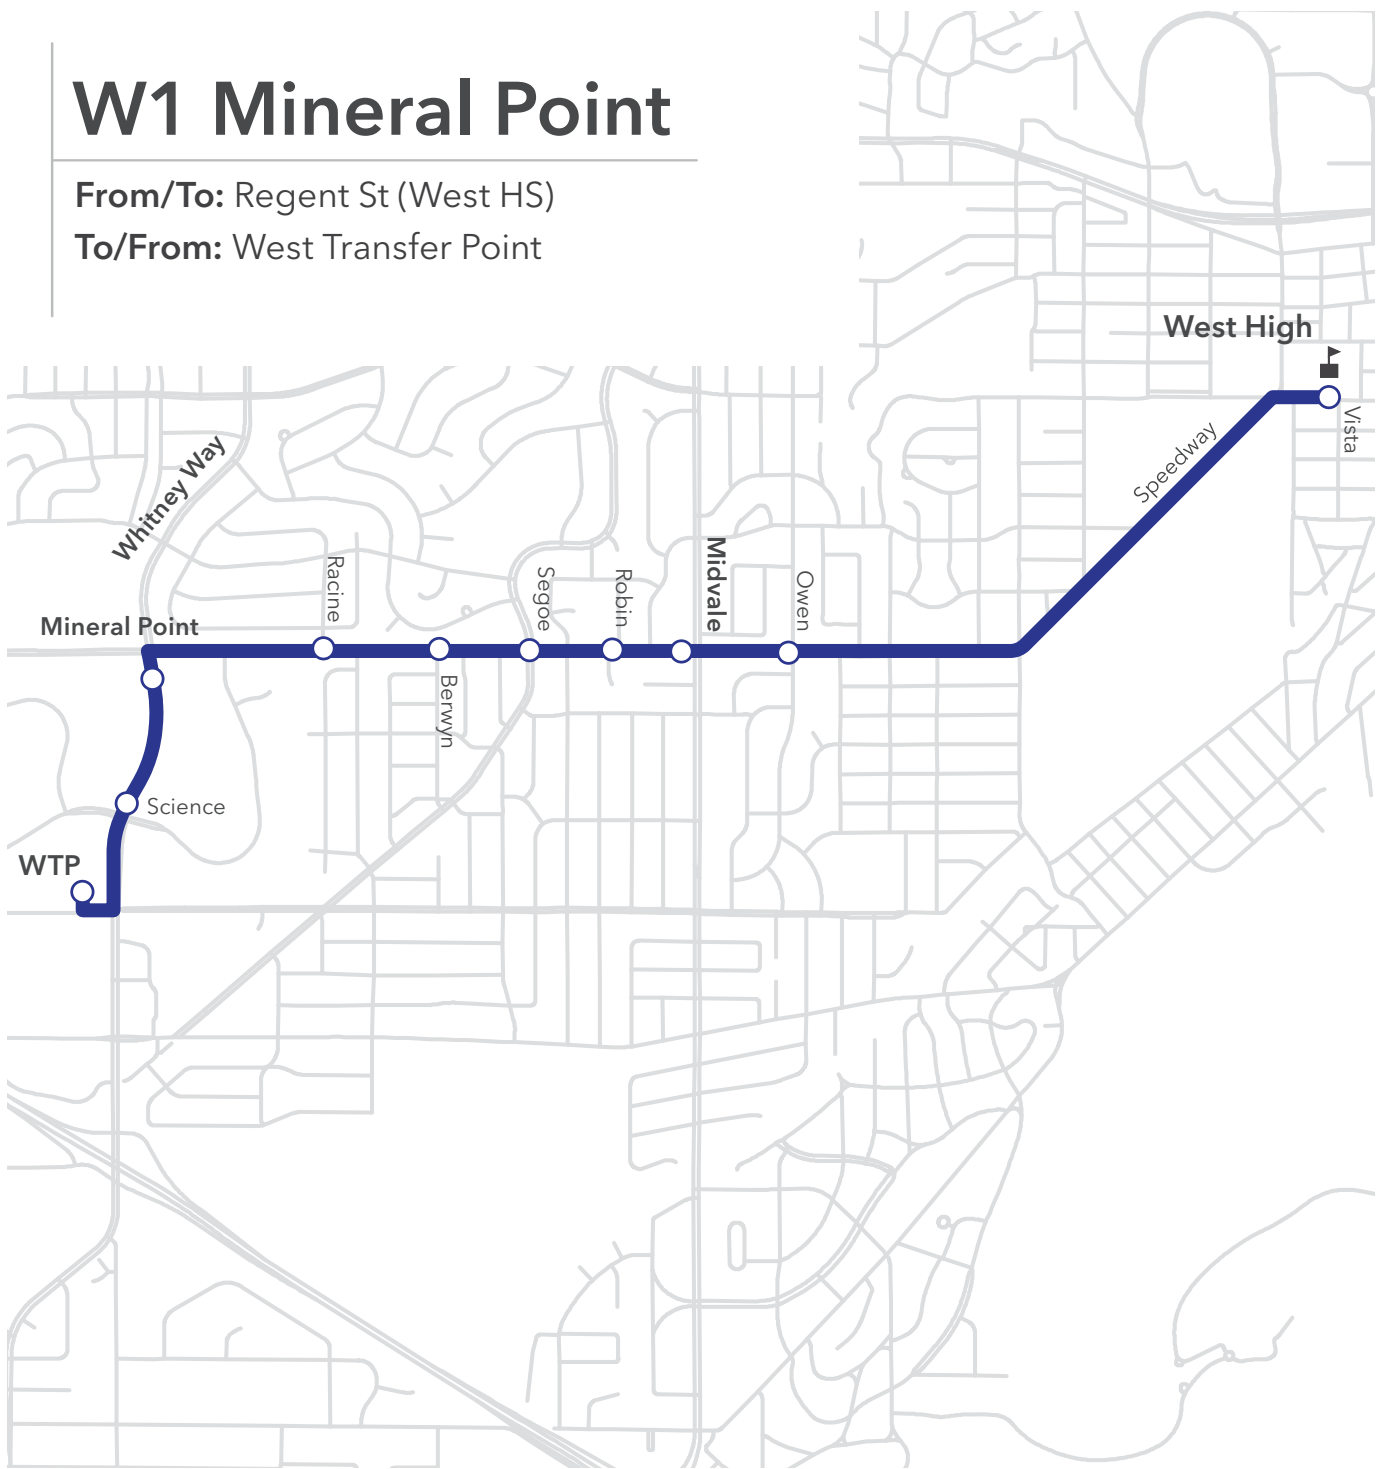 W1 Mineral Point
From/To: Regent St (West HS)
To/From: West Transfer Point
West High
Vista
Speedway
Whitney Way
Mineral Point
Racine
Berwyn
Segoe
Robin
Midvale
Owen
Science
WTP